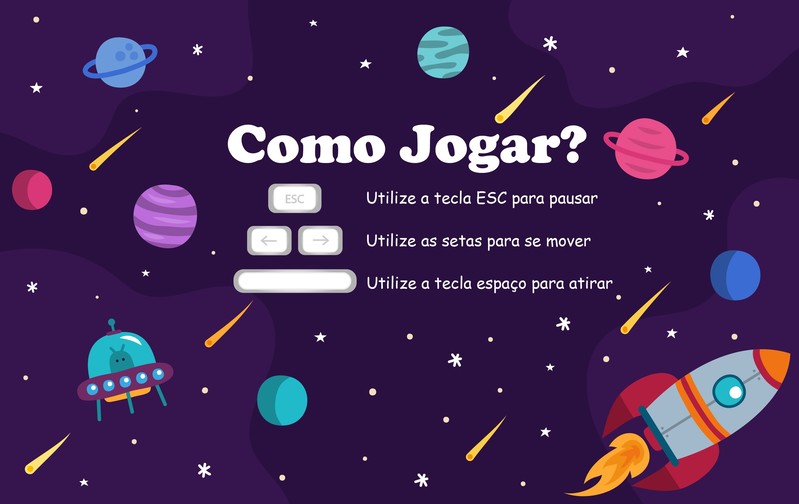 Como Jogar?
ESC Utilize a tecla ESC para pausar
← → Utilize as setas para se mover
Utilize a tecla espaço para atirar